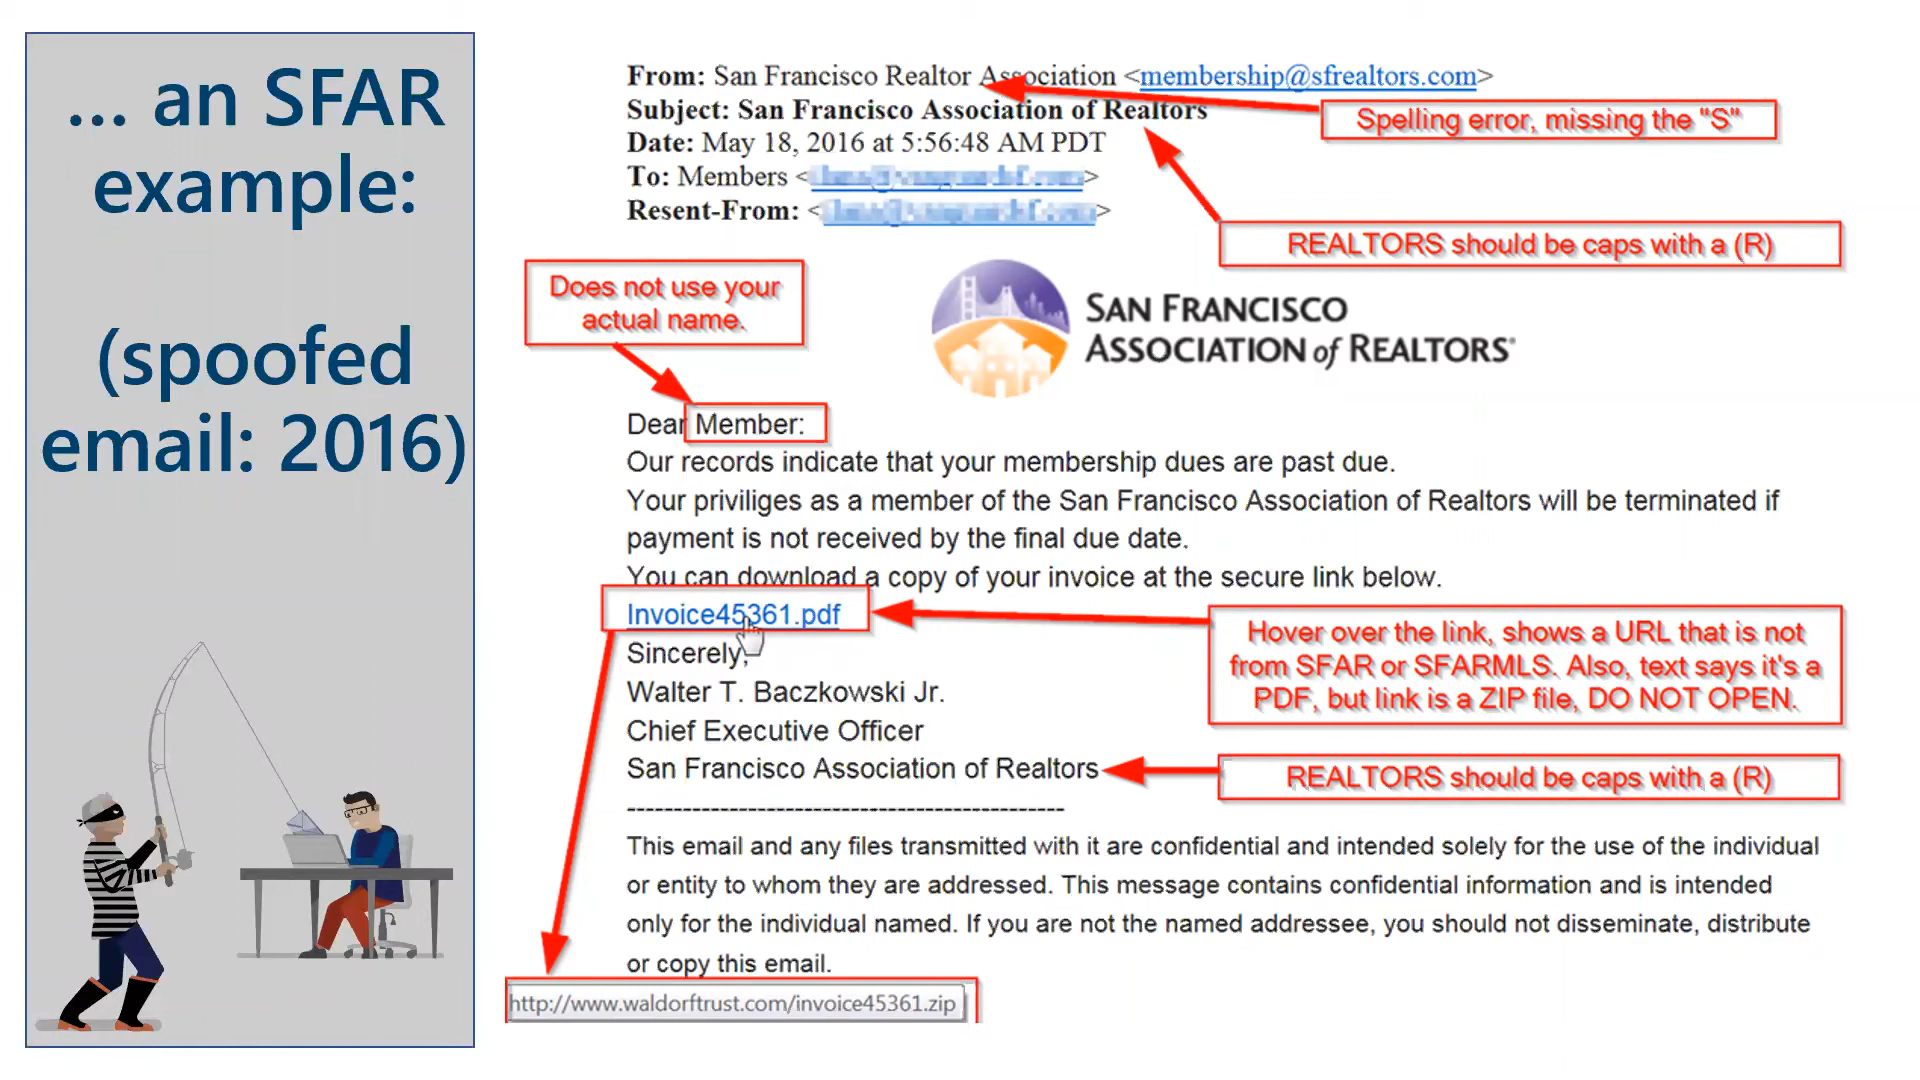 ... an SFAR
example:
(spoofed
email: 2016)
From: San Francisco Realtor Association <membership@sfrealtors.com>
Subject: San Francisco Association of Realtors
Date: May 18, 2016 at 5:56:48 AM PDT
To: Members < >
Resent-From: < >
Spelling error, missing the "S"
REALTORS should be caps with a (R)
Does not use your
actual name.
SAN FRANCISCO
ASSOCIATION of REALTORS®
Dear Member:
Our records indicate that your membership dues are past due.
Your priviliges as a member of the San Francisco Association of Realtors will be terminated if
payment is not received by the final due date.
You can download a copy of your invoice at the secure link below.
Invoice45361.pdf
Hover over the link, shows a URL that is not
from SFAR or SFARMLS. Also, text says it's a
PDF, but link is a ZIP file, DO NOT OPEN.
Sincerely,
Walter T. Baczkowski Jr.
Chief Executive Officer
San Francisco Association of Realtors
REALTORS should be caps with a (R)
-----------------------------------------------
This email and any files transmitted with it are confidential and intended solely for the use of the individual
or entity to whom they are addressed. This message contains confidential information and is intended
only for the individual named. If you are not the named addressee, you should not disseminate, distribute
or copy this email.
http://www.waldorftrust.com/invoice45361.zip